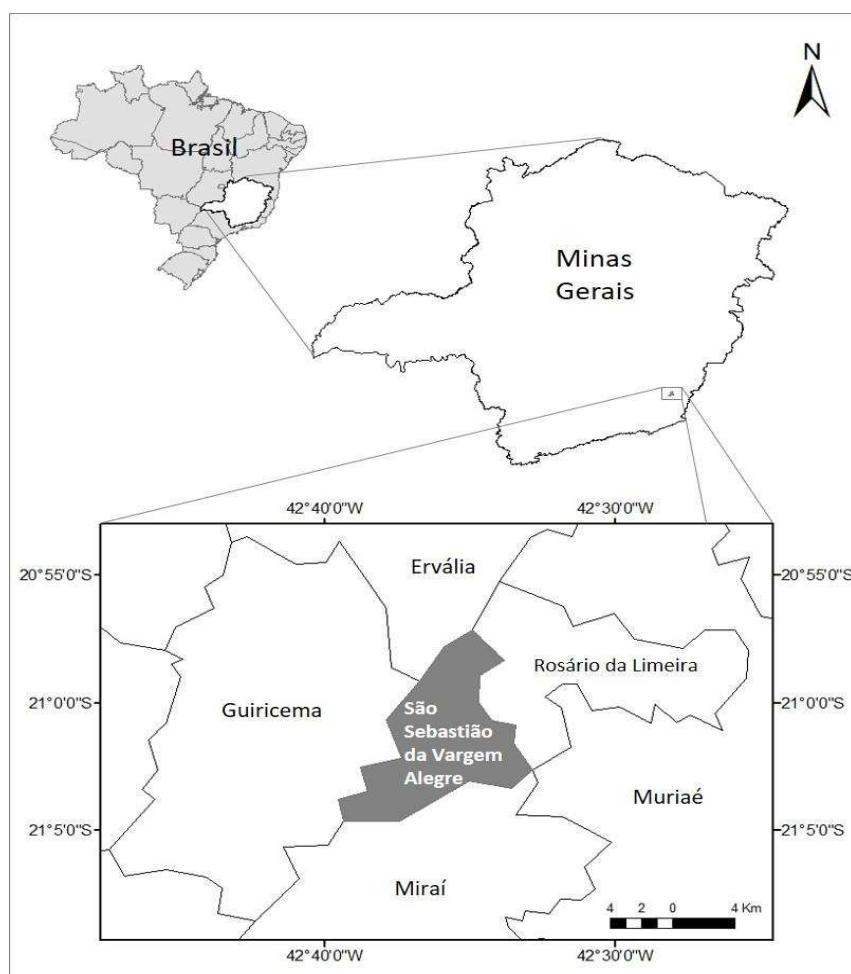 N
Brasil
Minas
Gerais
42°40'0"W
42°30'0"W
20°55'0"S
20°55'0"S
Ervália
Rosário da Limeira
21°0'0"S
21°0'0"S
Guiricema
São
Sebastião
da Vargem
Alegre
Muriaé
21°5'0"S
21°5'0"S
Miraí
4 2 0 4 Km
42°40'0"W
42°30'0"W